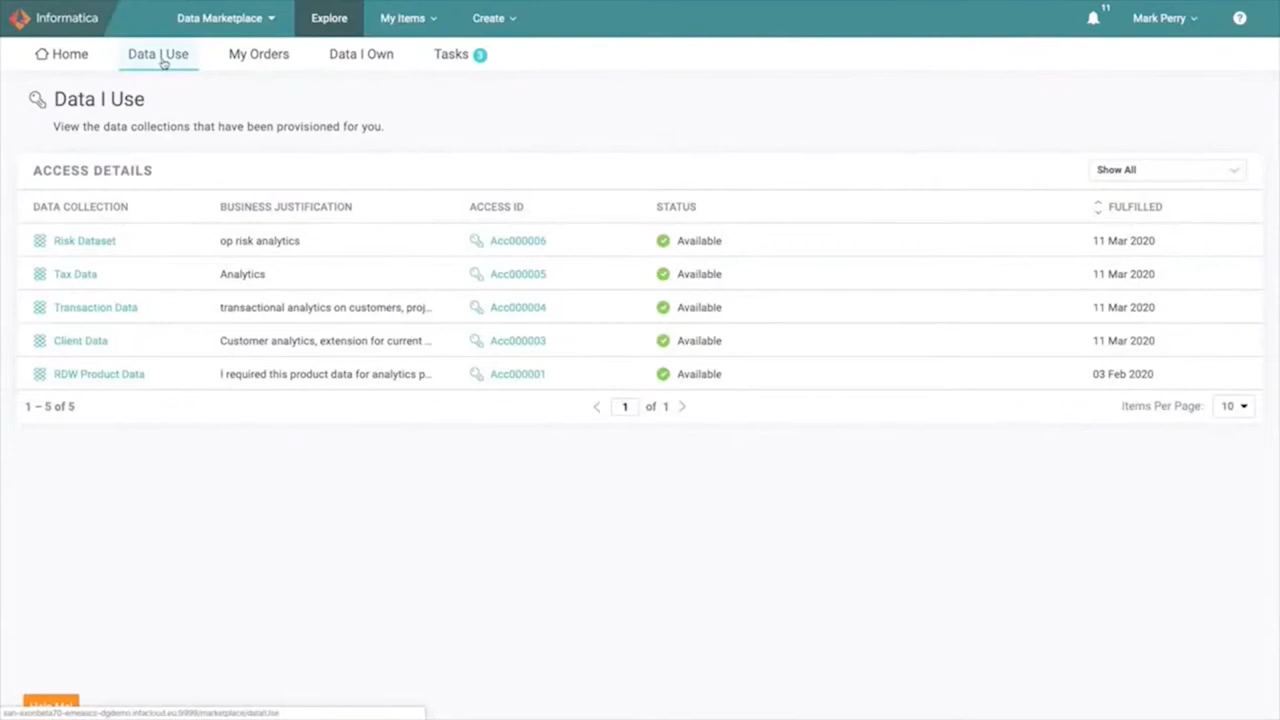 Informatica Data Marketplace Explore My Items Create 11 Mark Perry ?
Home Data I Use My Orders Data I Own Tasks 3
Data I Use
View the data collections that have been provisioned for you.
ACCESS DETAILS Show All
DATA COLLECTION BUSINESS JUSTIFICATION ACCESS ID STATUS FULFILLED
Risk Dataset op risk analytics Acc000006 Available 11 Mar 2020
Tax Data Analytics Acc000005 Available 11 Mar 2020
Transaction Data transactional analytics on customers, proj... Acc000004 Available 11 Mar 2020
Client Data Customer analytics, extension for current ... Acc000003 Available 11 Mar 2020
RDW Product Data I required this product data for analytics p... Acc000001 Available 03 Feb 2020
1 – 5 of 5 1 of 1 Items Per Page: 10